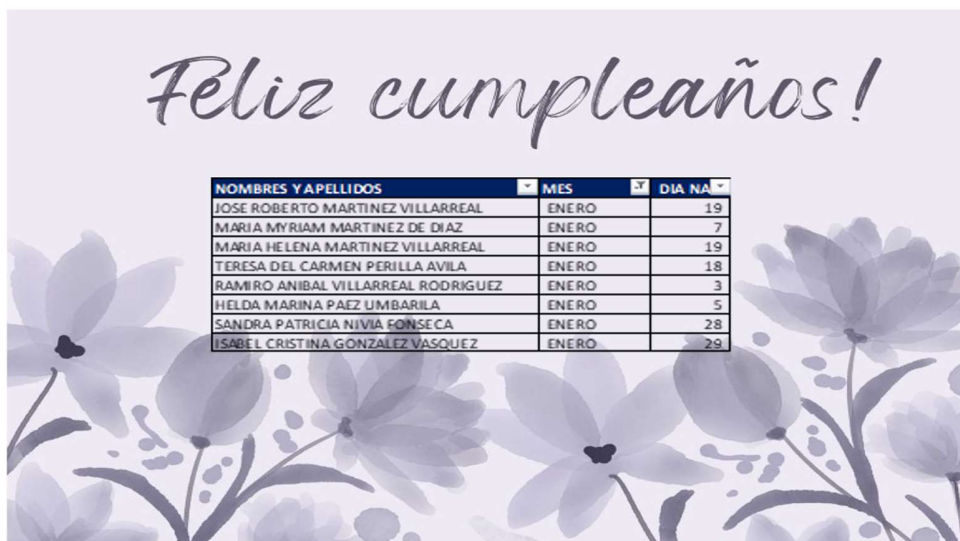 Feliz cumpleaños!
NOMBRES Y APELLIDOS MES DIA NA
JOSE ROBERTO MARTINEZ VILLARREAL ENERO 19
MARIA MYRIAM MARTINEZ DE DIAZ ENERO 7
MARIA HELENA MARTINEZ VILLARREAL ENERO 19
TERESA DEL CARMEN PERILLA AVILA ENERO 18
RAMIRO ANIBAL VILLARREAL RODRIGUEZ ENERO 3
HELDA MARINA PAEZ UMBARILA ENERO 5
SANDRA PATRICIA NIVIA FONSECA ENERO 28
ISABEL CRISTINA GONZALEZ VASQUEZ ENERO 29